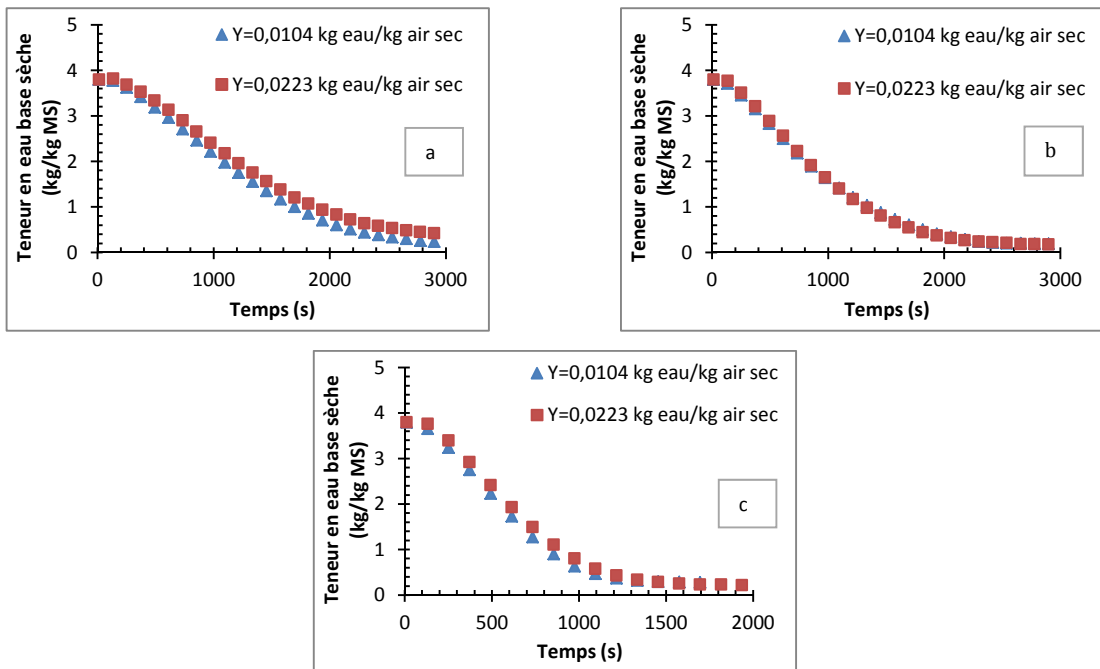 Y=0,0104 kg eau/kg air sec
Y=0,0223 kg eau/kg air sec
a
Teneur en eau base sèche
(kg/kg MS)
5
4
3
2
1
0
0 1000 2000 3000
Temps (s)
Y=0,0104 kg eau/kg air sec
Y=0,0223 kg eau/kg air sec
b
Teneur en eau base sèche
(kg/kg MS)
5
4
3
2
1
0
0 1000 2000 3000
Temps (s)
Y=0,0104 kg eau/kg air sec
Y=0,0223 kg eau/kg air sec
c
Teneur en eau base sèche
(kg/kg MS)
5
4
3
2
1
0
0 500 1000 1500 2000
Temps (s)